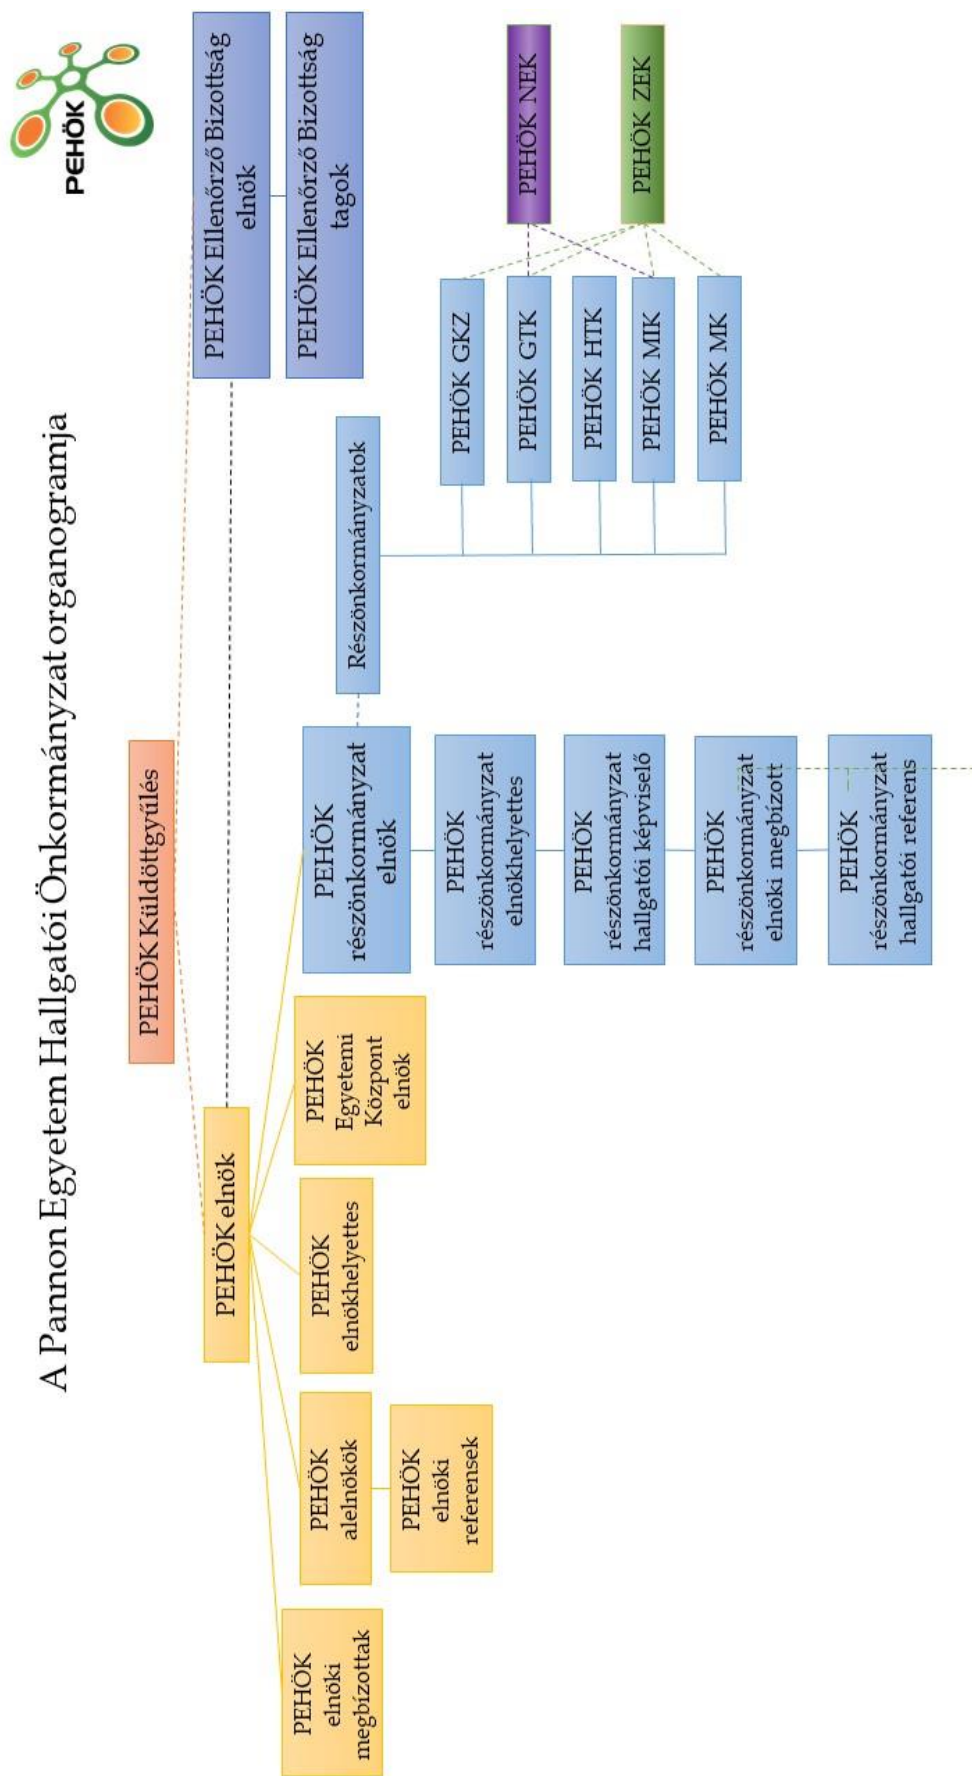 A Pannon Egyetem Hallgatói Önkormányzat organogramja
PEHÖK
PEHÖK Küldöttgyűlés
PEHÖK elnök
PEHÖK Ellenőrző Bizottság
elnök
PEHÖK Ellenőrző Bizottság
tagok
PEHÖK
elnöki
megbízottak
PEHÖK
alelnökök
PEHÖK
elnöki
referensek
PEHÖK
elnökhelyettes
PEHÖK
Egyetemi
Központ
elnök
PEHÖK
részönkormányzat
elnök
PEHÖK
részönkormányzat
elnökhelyettes
PEHÖK
részönkormányzat
hallgatói képviselő
PEHÖK
részönkormányzat
elnöki megbízott
PEHÖK
részönkormányzat
hallgatói referens
Részönkormányzatok
PEHÖK GKZ
PEHÖK GTK
PEHÖK HTK
PEHÖK MIK
PEHÖK MK
PEHÖK NEK
PEHÖK ZEK